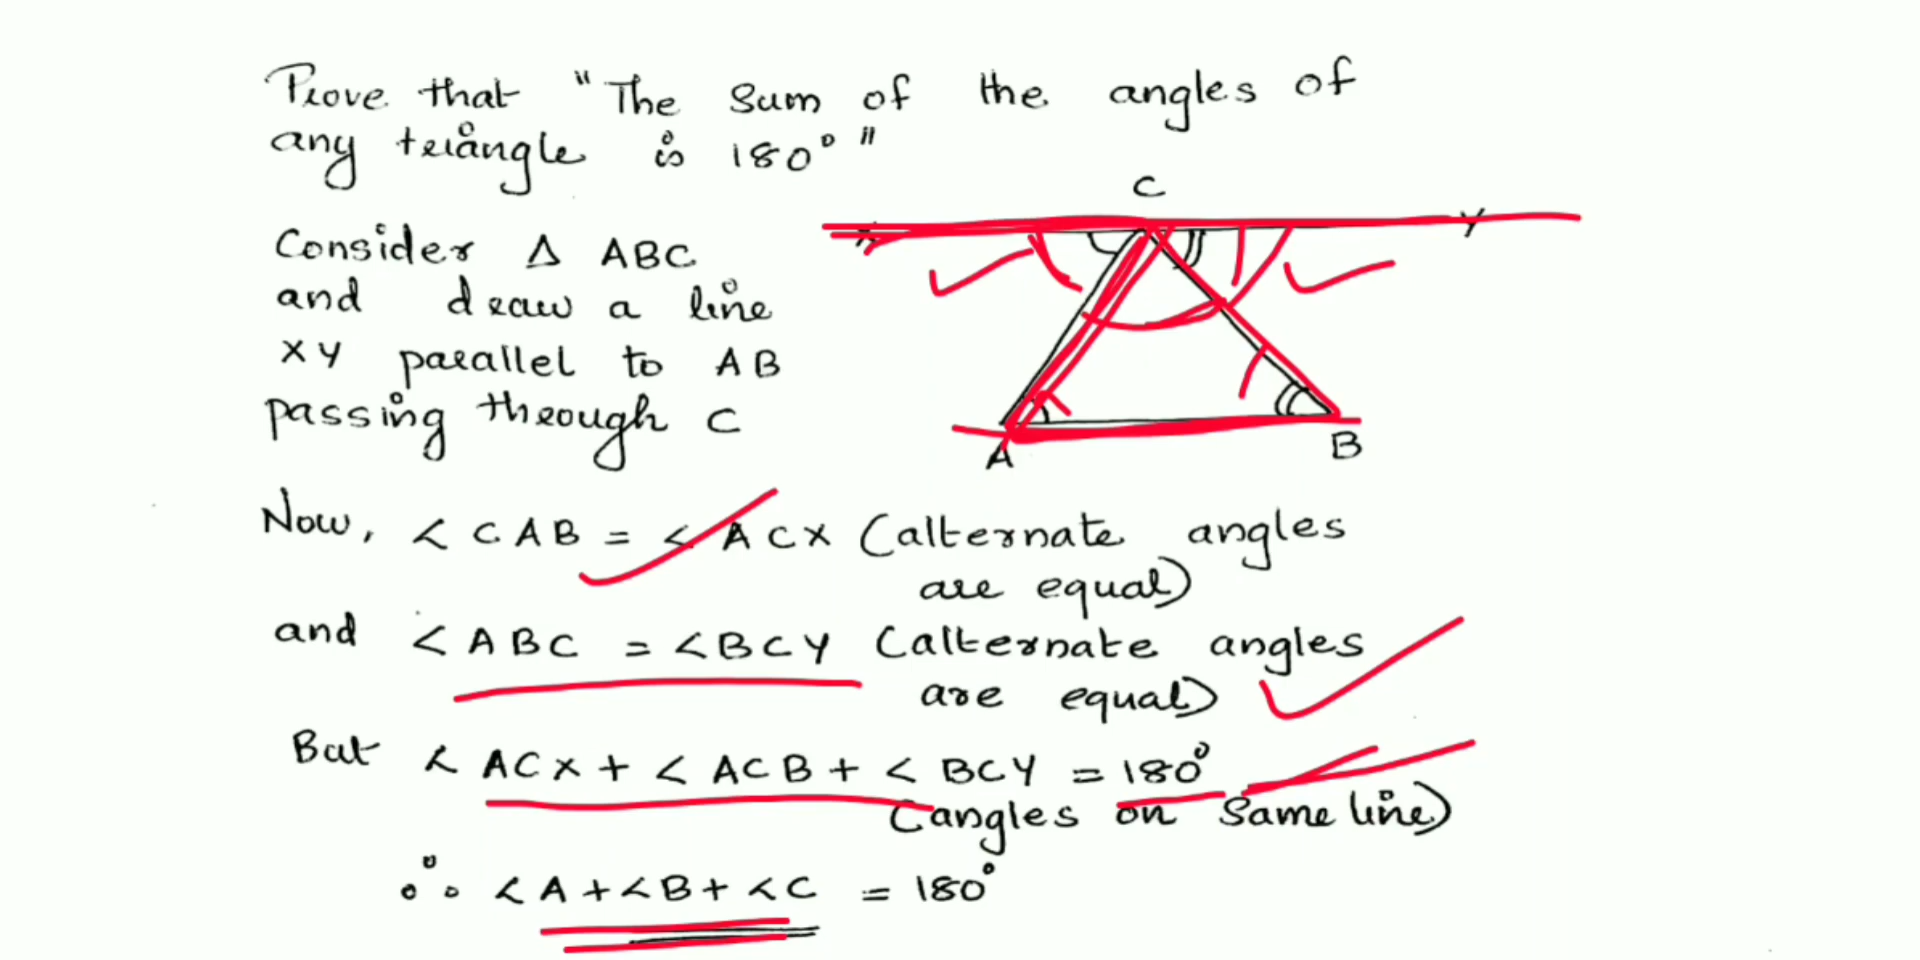 Prove that "The Sum of the angles of
any triangle is 180°"
C
X
Y
Consider Δ ABC
and draw a line
XY parallel to AB
passing through C
A
B
Now, < CAB = < ACX (alternate angles
are equal)
and < ABC = <BCY (alternate angles
are equal)
But < ACX + < ACB + < BCY = 180°
(angles on same line)
∴ <A+<B+<C = 180°